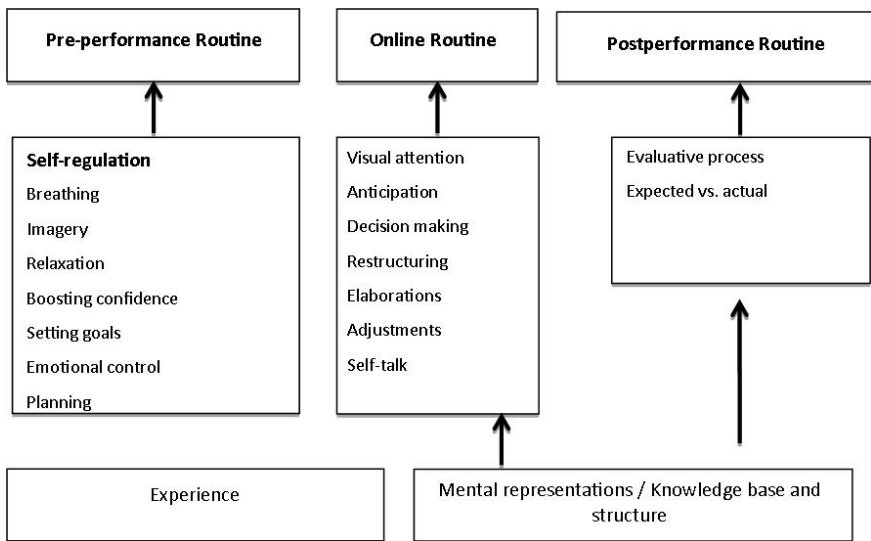 Pre-performance Routine
Online Routine
Postperformance Routine
Self-regulation
Breathing
Imagery
Relaxation
Boosting confidence
Setting goals
Emotional control
Planning
Visual attention
Anticipation
Decision making
Restructuring
Elaborations
Adjustments
Self-talk
Evaluative process
Expected vs. actual
Experience
Mental representations / Knowledge base and
structure